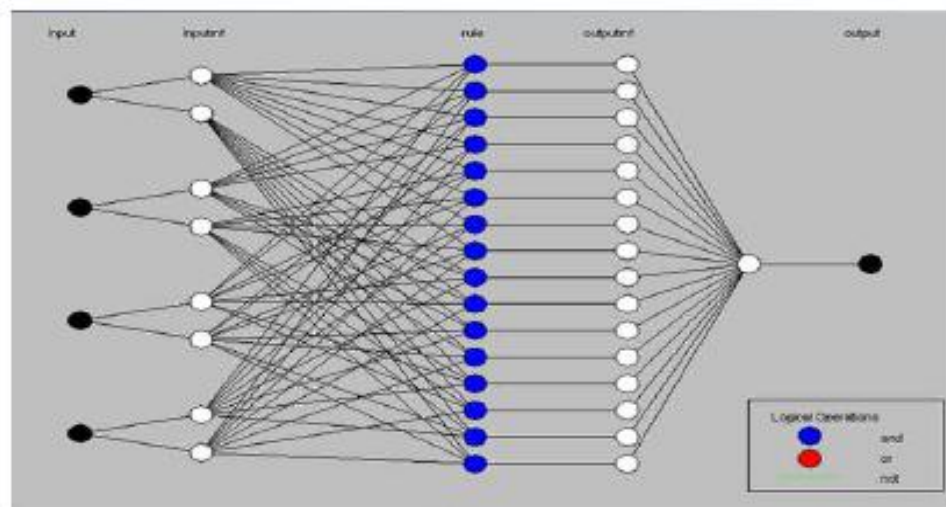 input inputmf rule outputmf output
Logical Operations
and
or
not